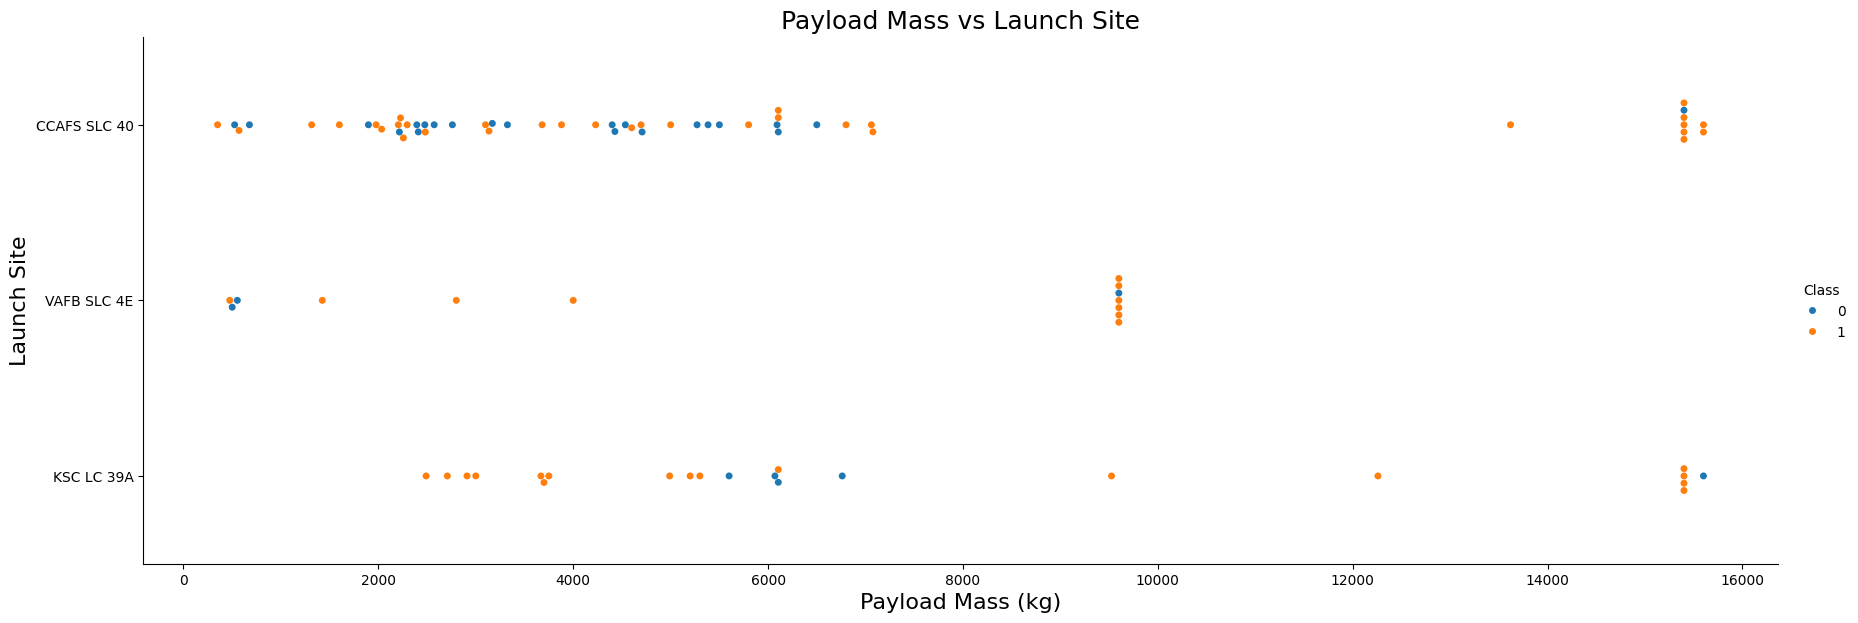 Payload Mass vs Launch Site
Launch Site
CCAFS SLC 40
VAFB SLC 4E
KSC LC 39A
Class
0
1
0
2000
4000
6000
8000
10000
12000
14000
16000
Payload Mass (kg)